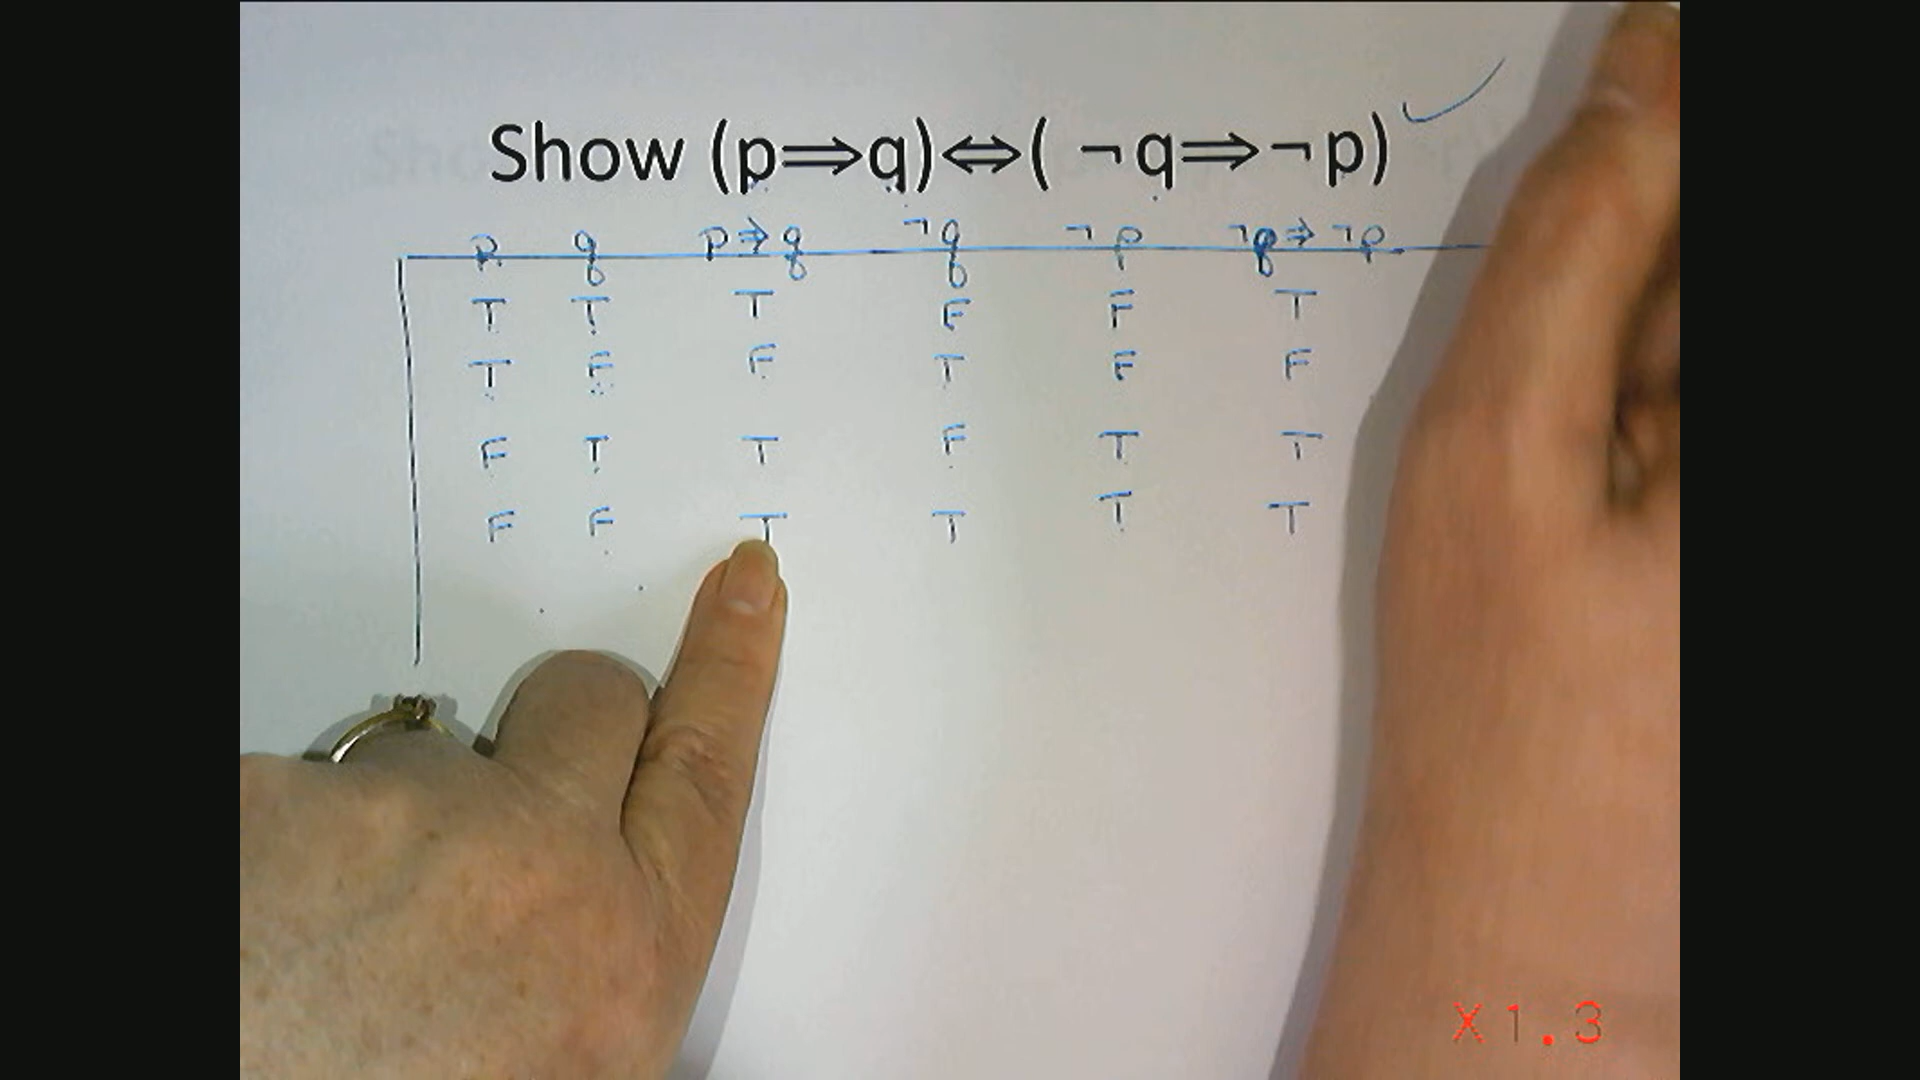 Show (p⇒q)⇔( ¬q⇒¬p)
p q p⇒q ¬q ¬p ¬q⇒¬p
T T T F F T
T F F T F F
F T T F T T
F F T T T T
X1.3